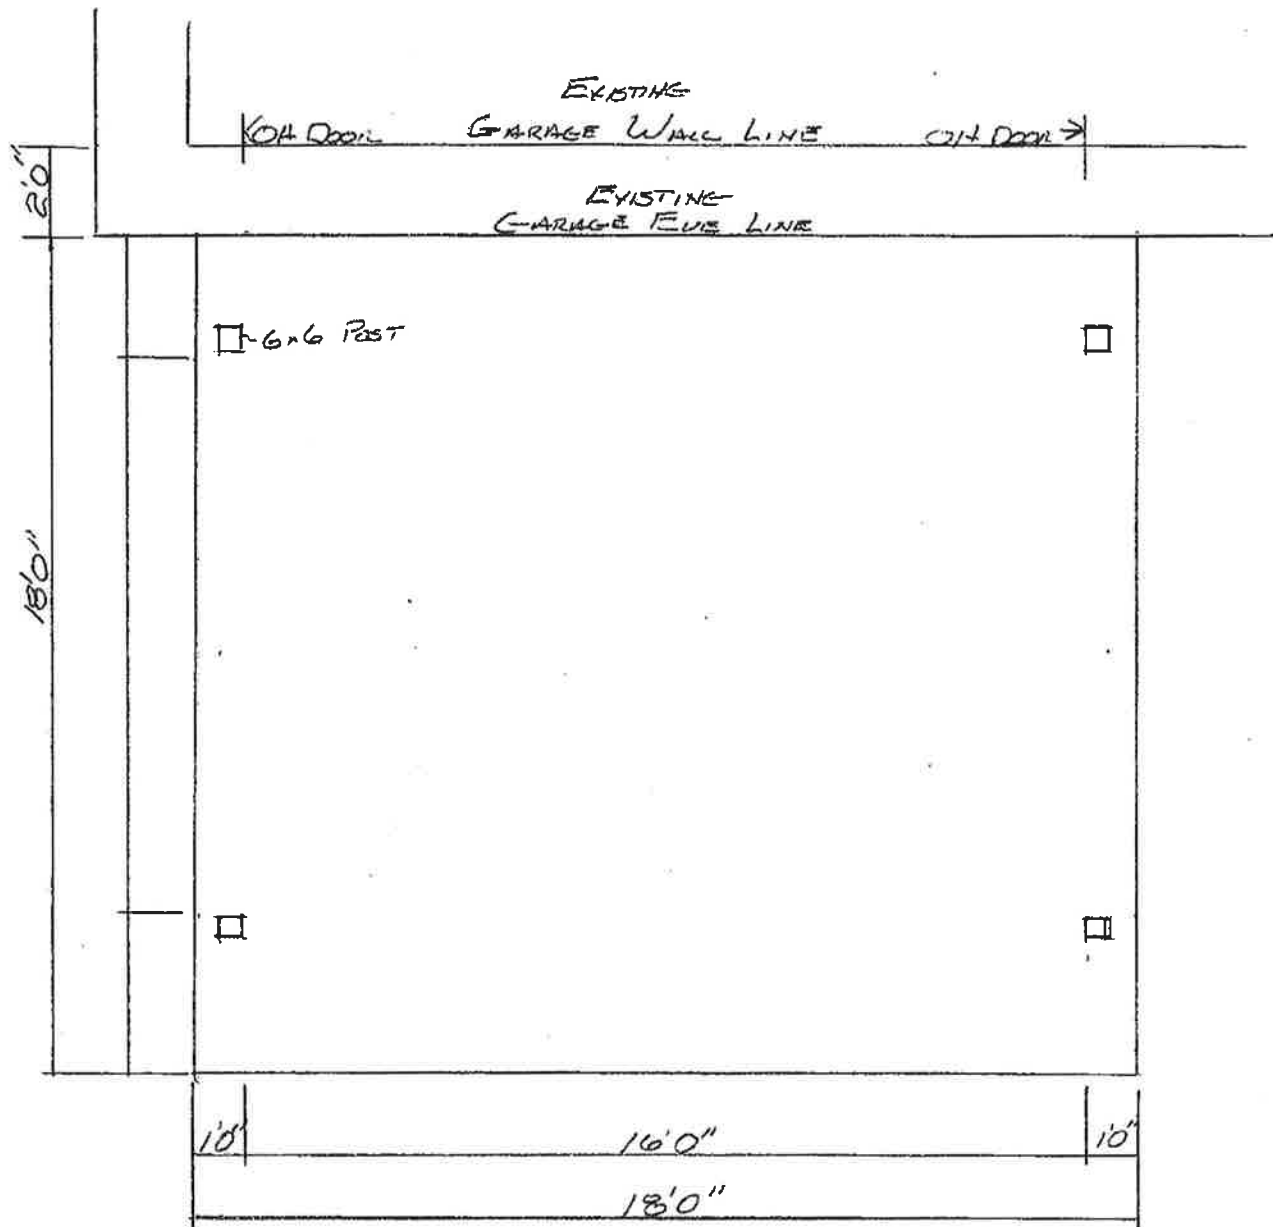 EXISTING
<OH DOOR GARAGE WALL LINE OH DOOR>
2'0"
EXISTING
GARAGE EVE LINE
6x6 POST
18'0"
1'0" 16'0" 1'0"
18'0"